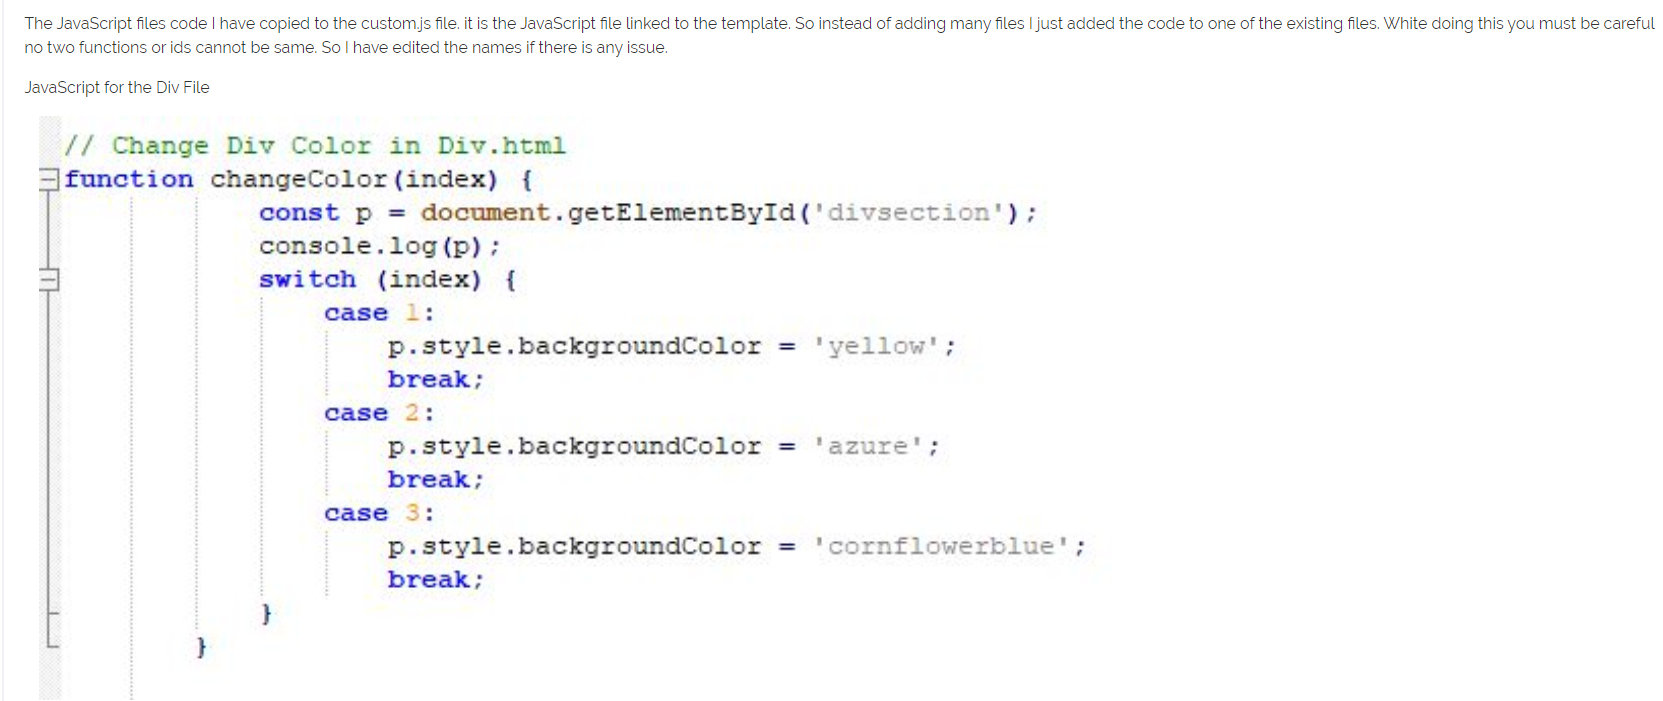 The JavaScript files code I have copied to the custom.js file. it is the JavaScript file linked to the template. So instead of adding many files I just added the code to one of the existing files. White doing this you must be careful
no two functions or ids cannot be same. So I have edited the names if there is any issue.
JavaScript for the Div File
// Change Div Color in Div.html
function changeColor(index) {
const p = document.getElementById('divsection');
console.log(p);
switch (index) {
case 1:
p.style.backgroundColor = 'yellow';
break;
case 2:
p.style.backgroundColor = 'azure';
break;
case 3:
p.style.backgroundColor = 'cornflowerblue';
break;
}
}